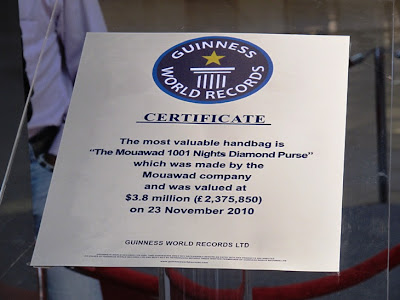 GUINNESS
WORLD RECORDS
CERTIFICATE
The most valuable handbag is
"The Mouawad 1001 Nights Diamond Purse"
which was made by the
Mouawad company
and was valued at
$3.8 million (£2,375,850)
on 23 November 2010
GUINNESS WORLD RECORDS LTD